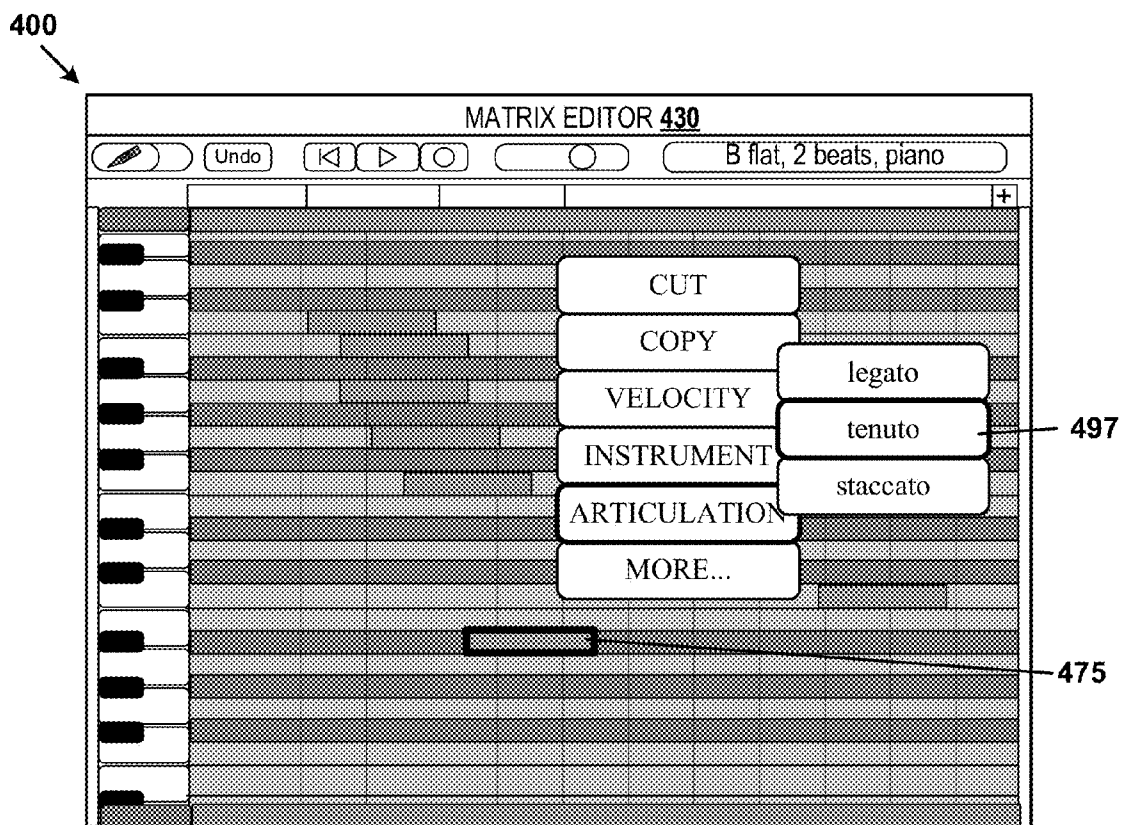 400
MATRIX EDITOR 430
Undo
B flat, 2 beats, piano
+
CUT
COPY
VELOCITY
INSTRUMENT
ARTICULATION
MORE...
legato
tenuto
staccato
497
475